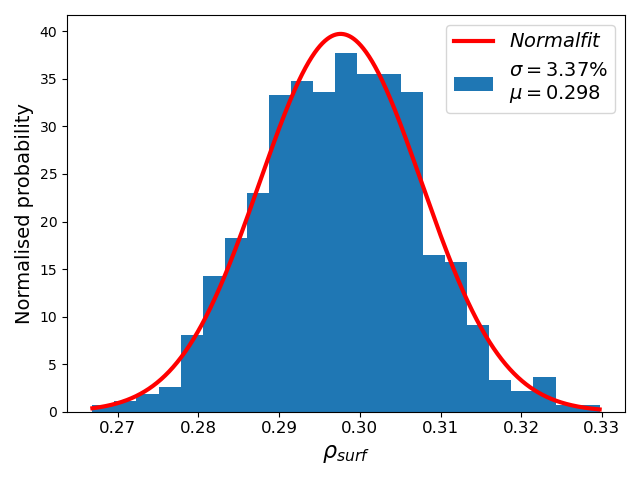 Normalfit
σ = 3.37%
μ = 0.298
Normalised probability
40
35
30
25
20
15
10
5
0
0.27 0.28 0.29 0.30 0.31 0.32 0.33
ρsurf